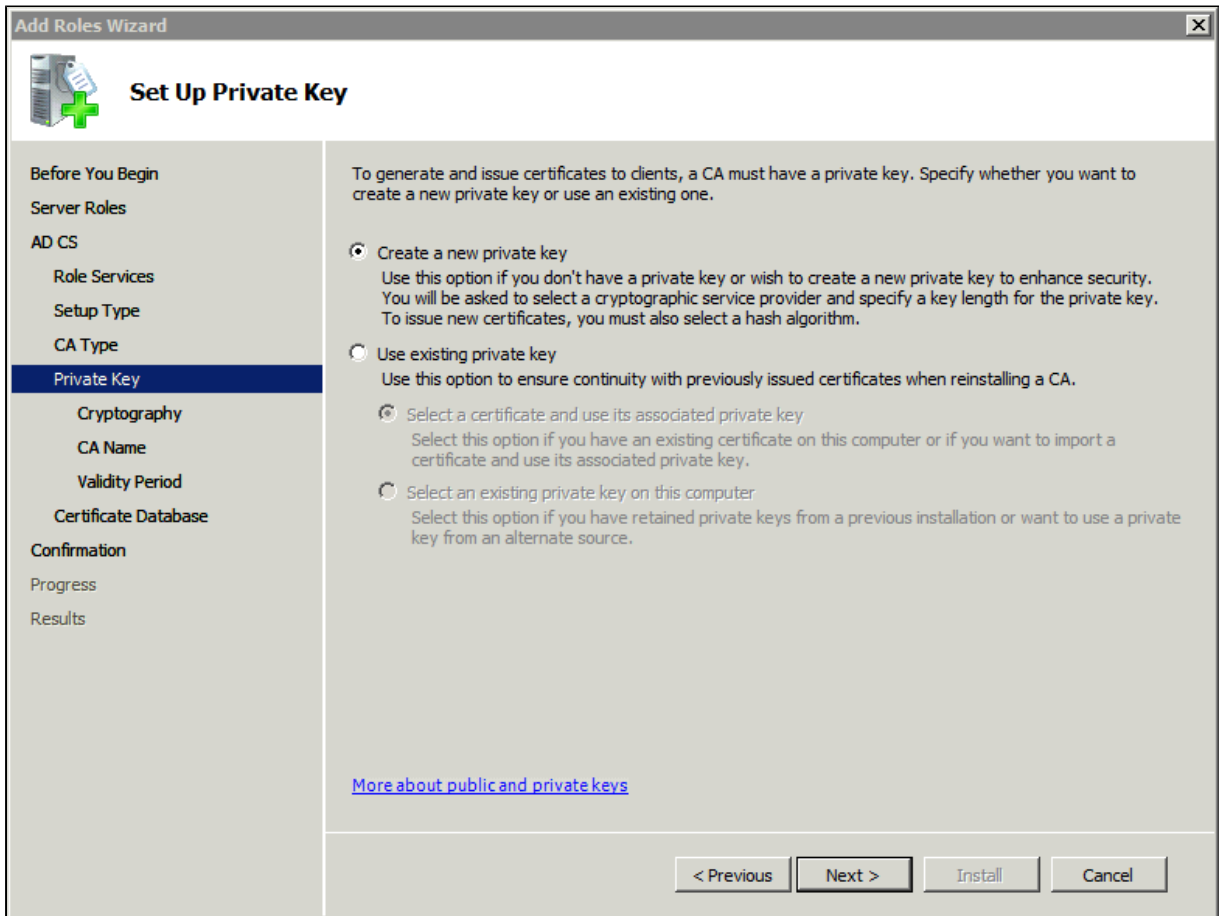 Add Roles Wizard
Set Up Private Key
Before You Begin
Server Roles
AD CS
Role Services
Setup Type
CA Type
Private Key
Cryptography
CA Name
Validity Period
Certificate Database
Confirmation
Progress
Results
To generate and issue certificates to clients, a CA must have a private key. Specify whether you want to
create a new private key or use an existing one.
Create a new private key
Use this option if you don't have a private key or wish to create a new private key to enhance security.
You will be asked to select a cryptographic service provider and specify a key length for the private key.
To issue new certificates, you must also select a hash algorithm.
Use existing private key
Use this option to ensure continuity with previously issued certificates when reinstalling a CA.
Select a certificate and use its associated private key
Select this option if you have an existing certificate on this computer or if you want to import a
certificate and use its associated private key.
Select an existing private key on this computer
Select this option if you have retained private keys from a previous installation or want to use a private
key from an alternate source.
More about public and private keys
< Previous
Next >
Install
Cancel